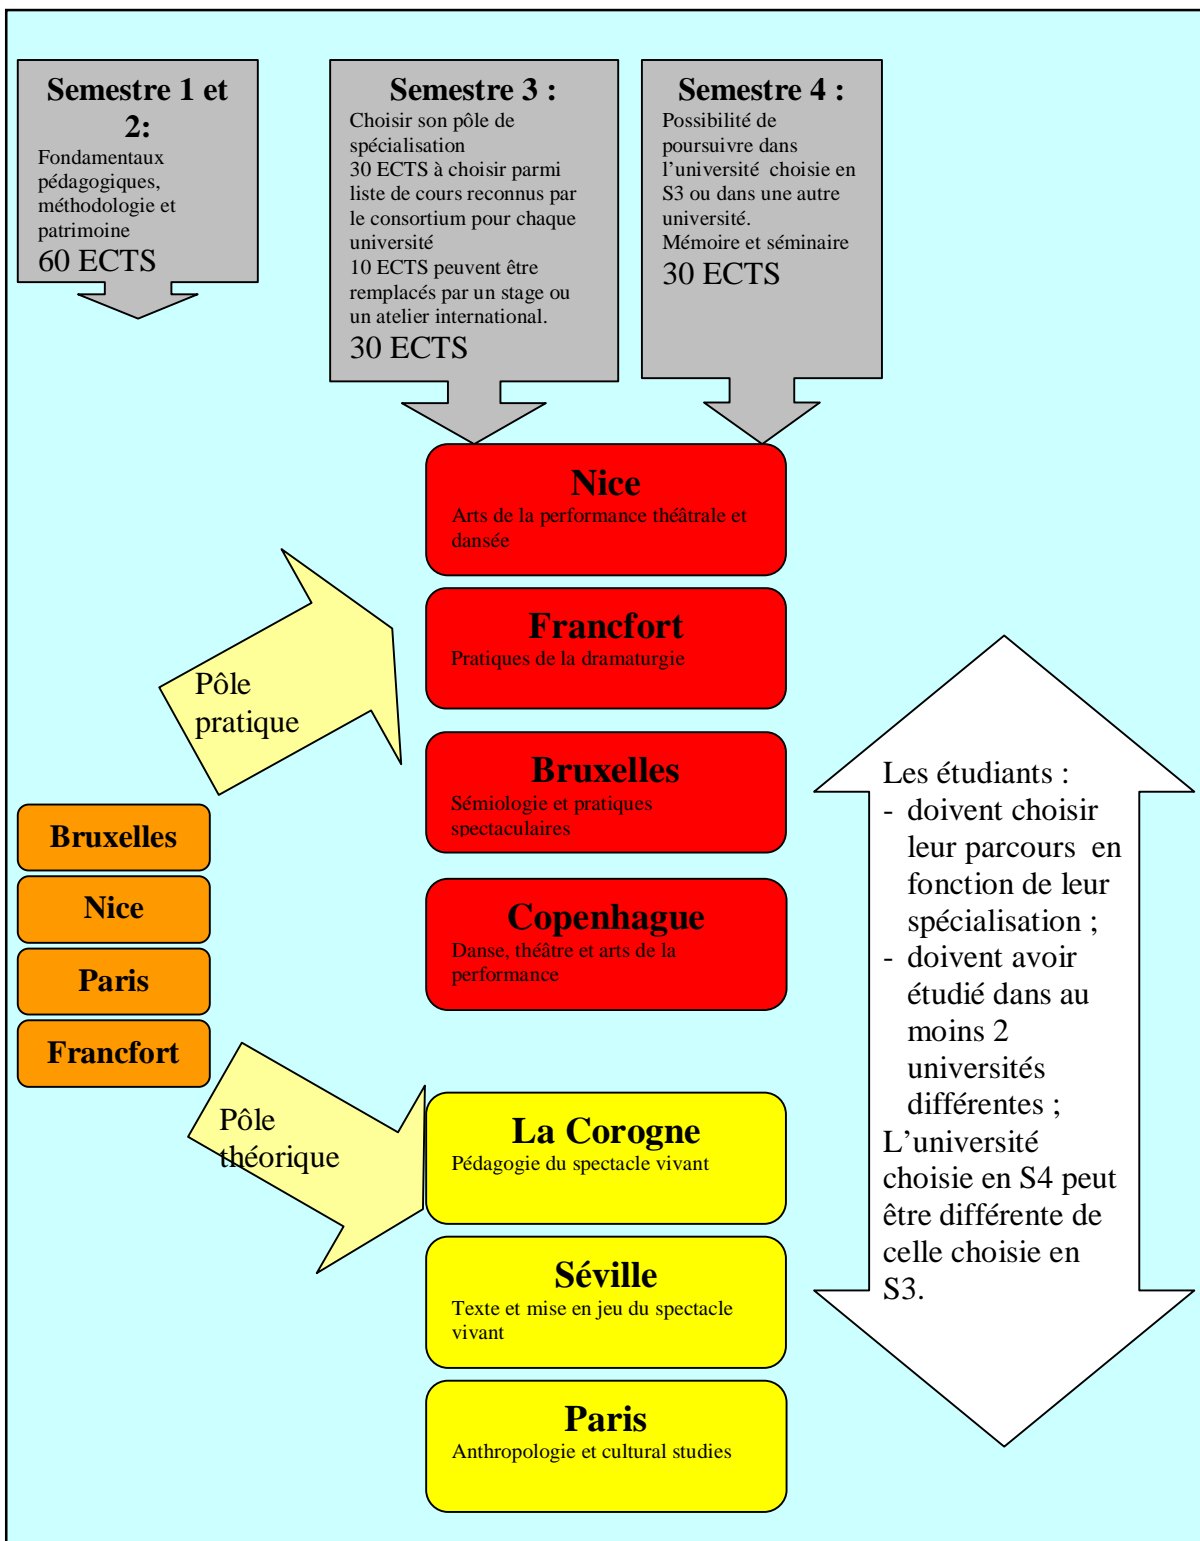 Semestre 1 et
2:
Fondamentaux
pédagogiques,
méthodologie et
patrimoine
60 ECTS
Semestre 3 :
Choisir son pôle de
spécialisation
30 ECTS à choisir parmi
liste de cours reconnus par
le consortium pour chaque
université
10 ECTS peuvent être
remplacés par un stage ou
un atelier international.
30 ECTS
Semestre 4 :
Possibilité de
poursuivre dans
l’université choisie en
S3 ou dans une autre
université.
Mémoire et séminaire
30 ECTS
Bruxelles
Nice
Paris
Francfort
Pôle
pratique
Pôle
théorique
Nice
Arts de la performance théâtrale et
dansée
Francfort
Pratiques de la dramaturgie
Bruxelles
Sémiologie et pratiques
spectaculaires
Copenhague
Danse, théâtre et arts de la
performance
La Corogne
Pédagogie du spectacle vivant
Séville
Texte et mise en jeu du spectacle
vivant
Paris
Anthropologie et cultural studies
Les étudiants :
- doivent choisir
leur parcours en
fonction de leur
spécialisation ;
- doivent avoir
étudié dans au
moins 2
universités
différentes ;
L’université
choisie en S4 peut
être différente de
celle choisie en
S3.